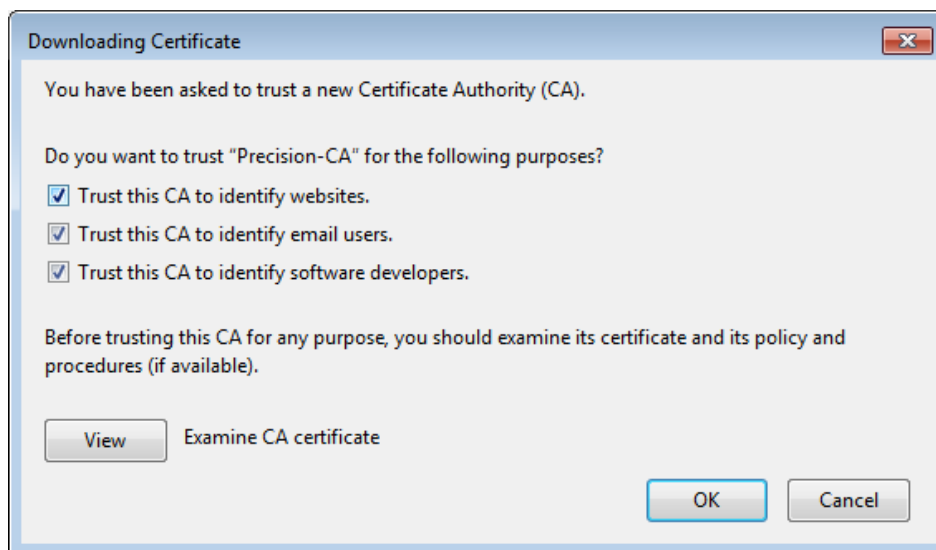 Downloading Certificate
You have been asked to trust a new Certificate Authority (CA).
Do you want to trust “Precision-CA” for the following purposes?
Trust this CA to identify websites.
Trust this CA to identify email users.
Trust this CA to identify software developers.
Before trusting this CA for any purpose, you should examine its certificate and its policy and
procedures (if available).
View Examine CA certificate
OK Cancel